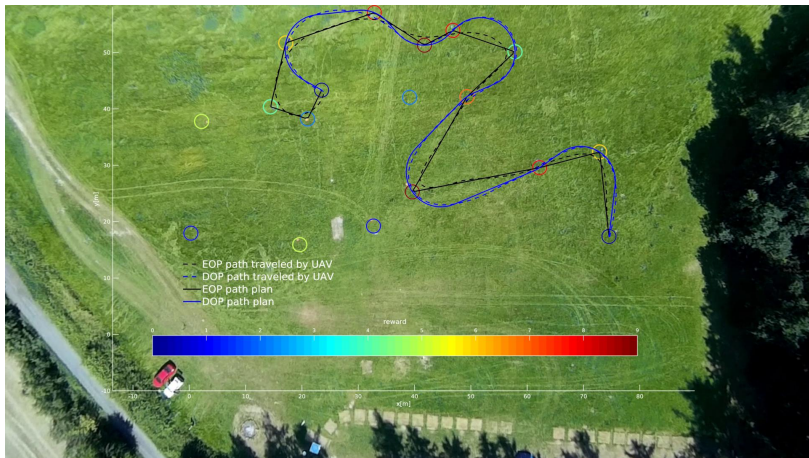 50
40
30
y[m]
20
EOP path traveled by UAV
DOP path traveled by UAV
EOP path plan
DOP path plan
10
reward
0 1 2 3 4 5 6 7 8 9
0
-10
-10 0 10 20 30 40 50 60 70 80
x[m]